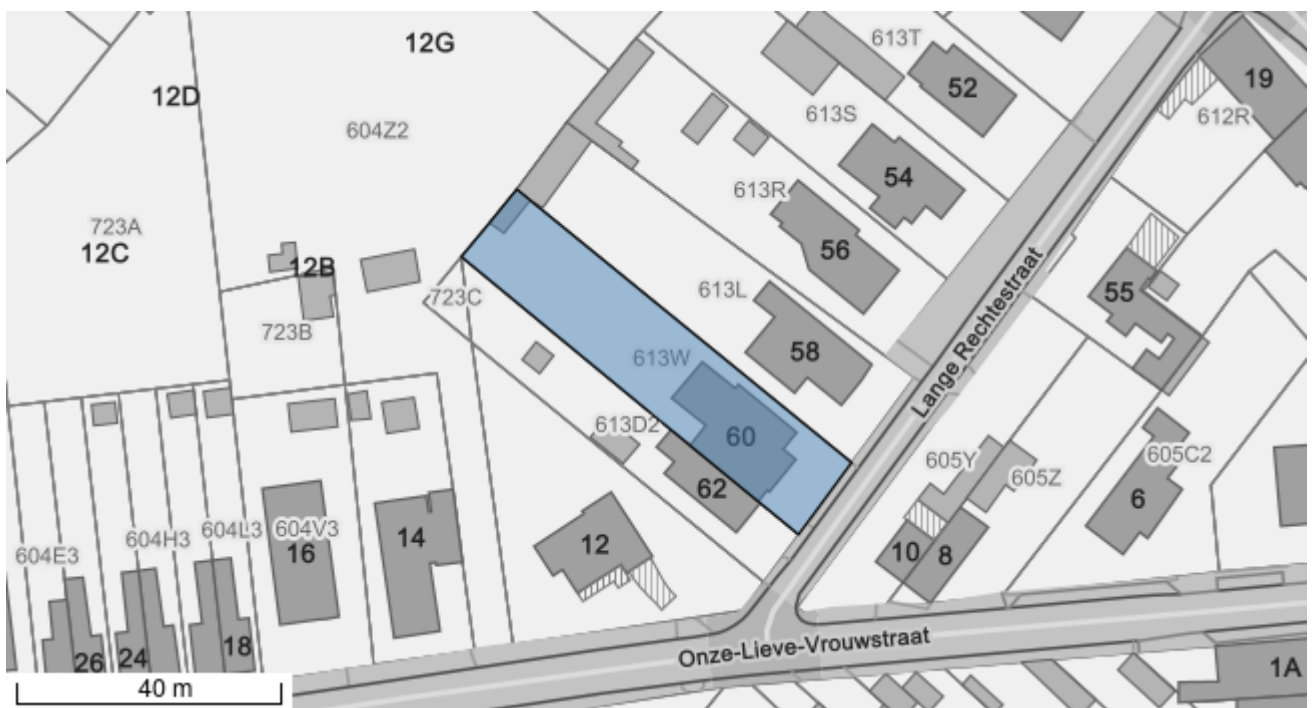 12G
613T
52
19
12D
604Z2
613S
612R
54
613R
723A
12C
12B
56
55
723C
613L
723B
Lange Rechtestraat
613W
58
613D2
60
605Y
605C2
605Z
62
6
604E3
604H3
604L3
604V3
16
14
12
10
8
26
24
18
Onze-Lieve-Vrouwstraat
1A
40 m